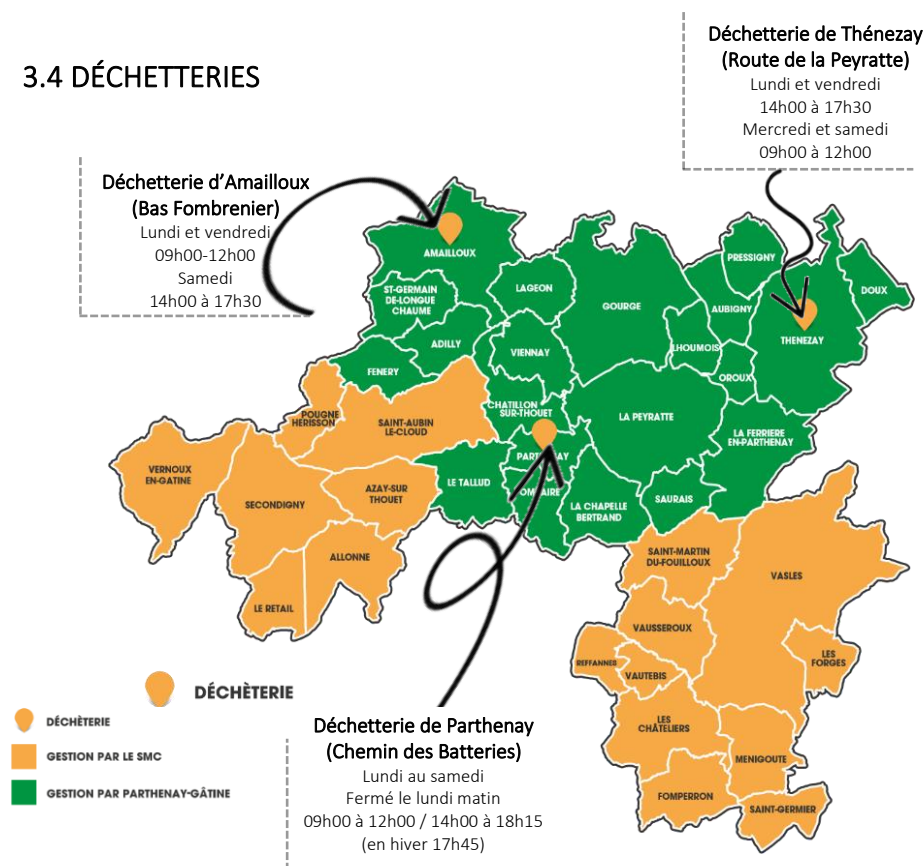 3.4 DÉCHETTERIES
Déchetterie de Thénezay
(Route de la Peyratte)
Lundi et vendredi
14h00 à 17h30
Mercredi et samedi
09h00 à 12h00
Déchetterie d'Amailloux
(Bas Fombrenier)
Lundi et vendredi
09h00-12h00
Samedi
14h00 à 17h30
AMAILLOUX
PRESSIGNY
ST-GERMAIN
DE-LONGUE
CHAUME
LAGEON
GOURGE
AUBIGNY
DOUX
THENEZAY
ADILLY
VIENNAY
LHOUMOIS
FENERY
OROUX
CHATILLON
SUR-THOUET
LA PEYRATTE
POUGNE
HERISSON
SAINT-AUBIN
LE-CLOUD
LA FERRIERE
EN-PARTHENAY
VERNOUX
EN-GATINE
SECONDIGNY
AZAY-SUR
THOUET
LE TALLUD
LA CHAPELLE
BERTRAND
SAURAIS
ALLONNE
LE RETAIL
SAINT-MARTIN
DU-FOUILLOUX
VASLES
VAUSSEROUX
REFFANNES
VAUTEBIS
LES
FORGES
LES
CHÂTELIERS
MENIGOUTE
FOMPERRON
SAINT-GERMIER
DÉCHÈTERIE
DÉCHÈTERIE
GESTION PAR LE SMC
GESTION PAR PARTHENAY-GÂTINE
Déchetterie de Parthenay
(Chemin des Batteries)
Lundi au samedi
Fermé le lundi matin
09h00 à 12h00 / 14h00 à 18h15
(en hiver 17h45)